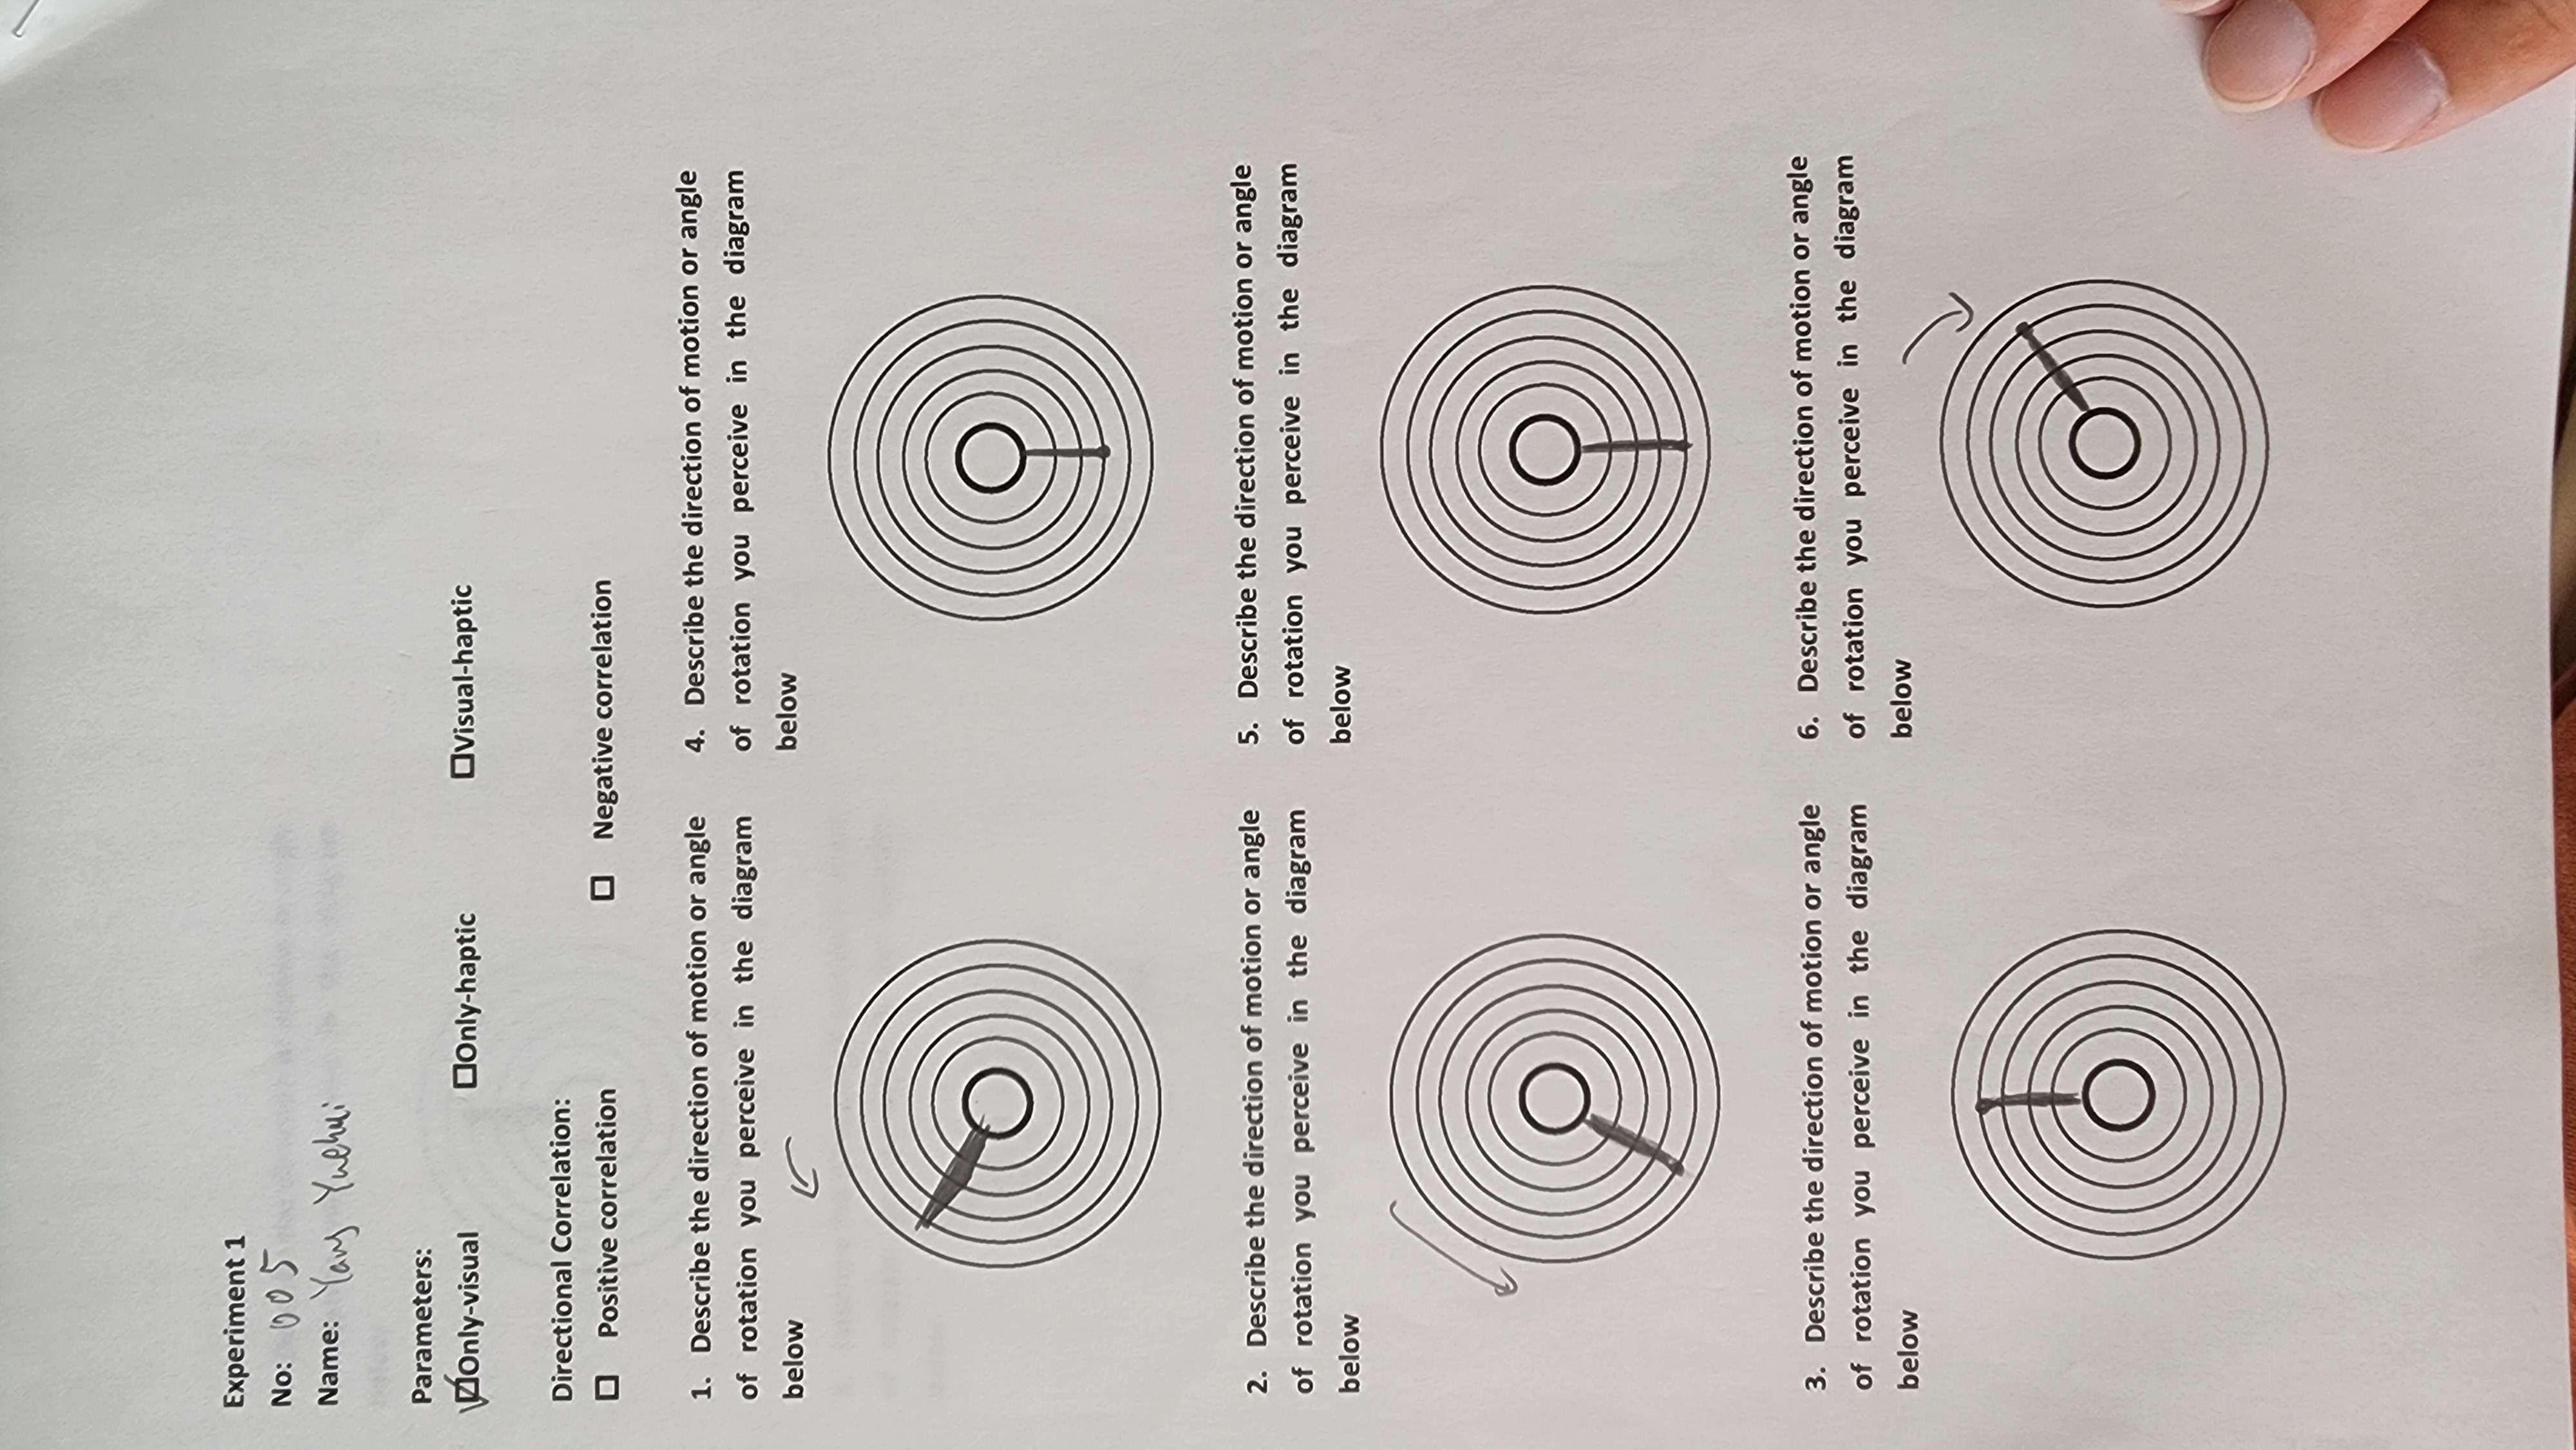 Experiment 1
No: 005
Name: Yang Yuehui
Parameters:
☑Only-visual ☐Only-haptic ☐Visual-haptic
Directional Correlation:
☐ Positive correlation ☐ Negative correlation
1. Describe the direction of motion or angle
of rotation you perceive in the diagram
below
2. Describe the direction of motion or angle
of rotation you perceive in the diagram
below
3. Describe the direction of motion or angle
of rotation you perceive in the diagram
below
4. Describe the direction of motion or angle
of rotation you perceive in the diagram
below
5. Describe the direction of motion or angle
of rotation you perceive in the diagram
below
6. Describe the direction of motion or angle
of rotation you perceive in the diagram
below